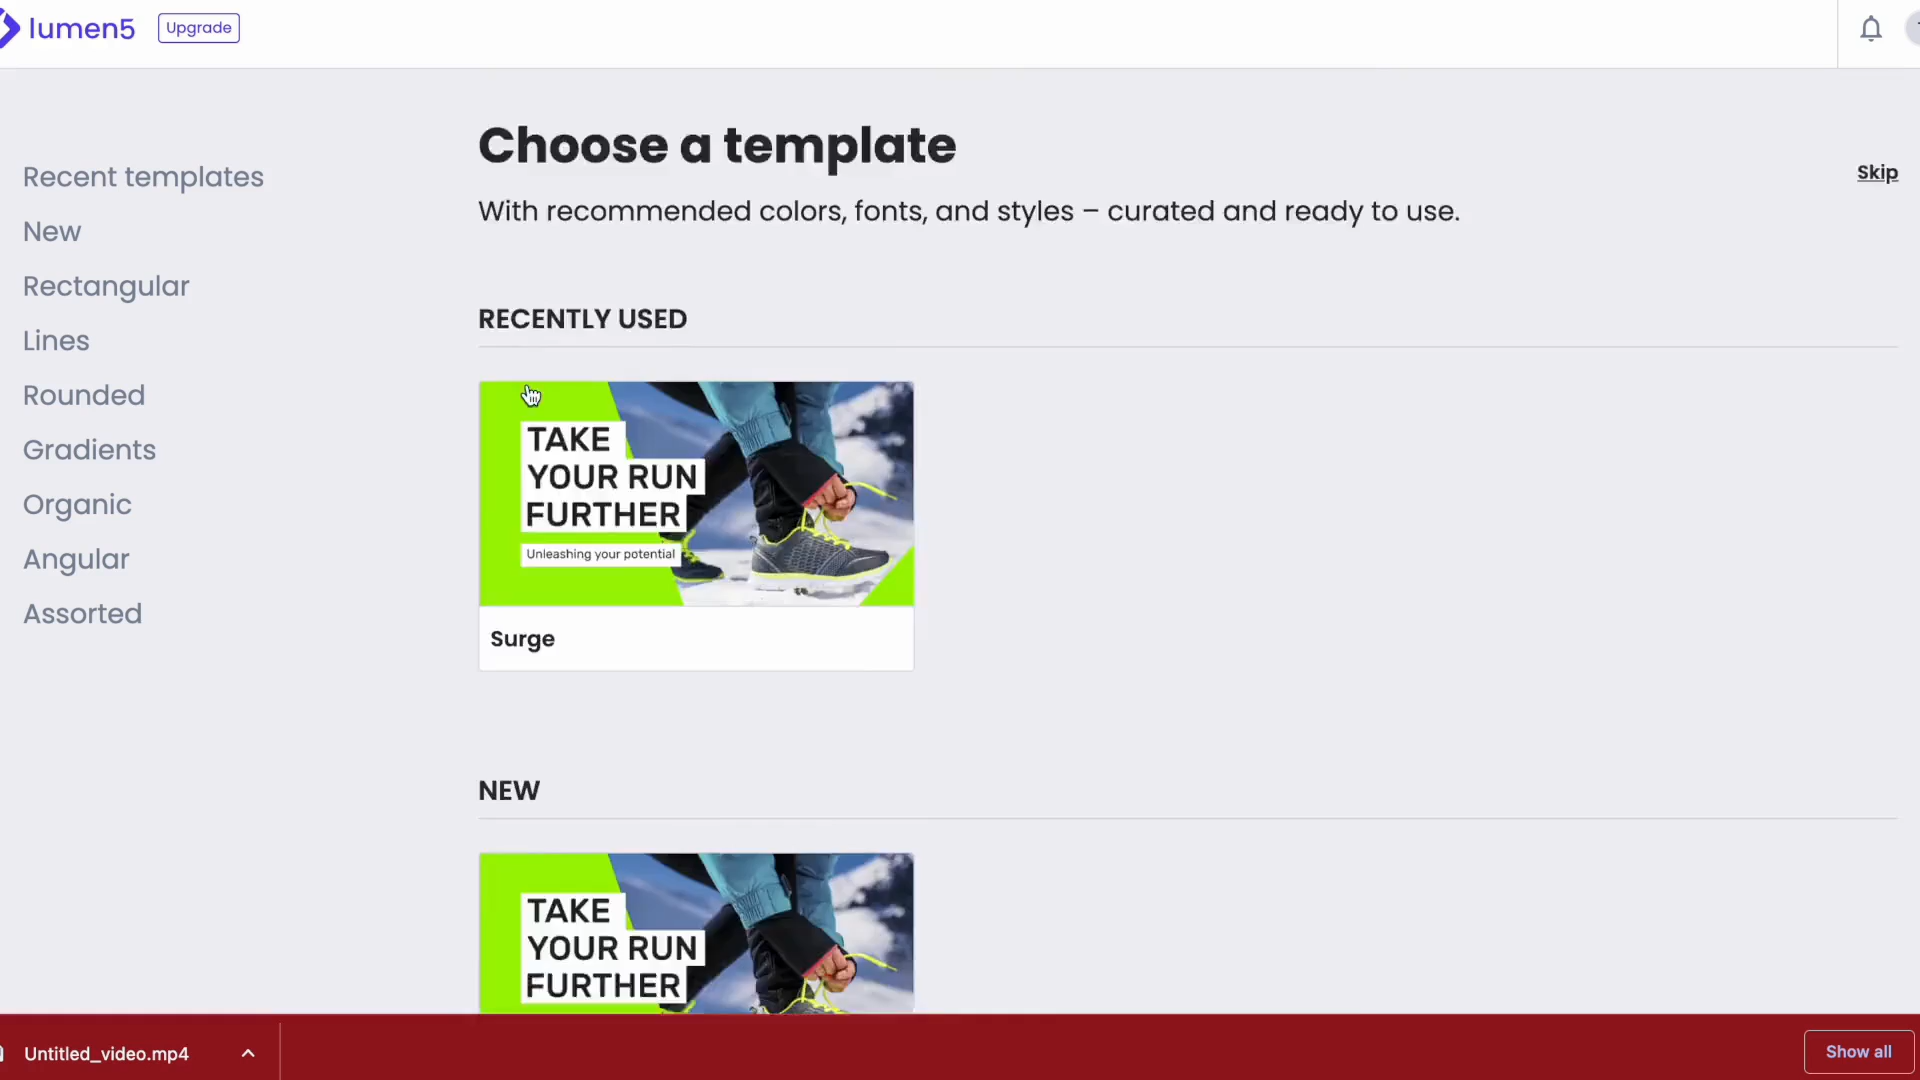 lumen5
Upgrade
Choose a template
Skip
With recommended colors, fonts, and styles – curated and ready to use.
Recent templates
New
Rectangular
Lines
Rounded
Gradients
Organic
Angular
Assorted
RECENTLY USED
TAKE
YOUR RUN
FURTHER
Unleashing your potential
Surge
NEW
TAKE
YOUR RUN
FURTHER
Untitled_video.mp4
Show all